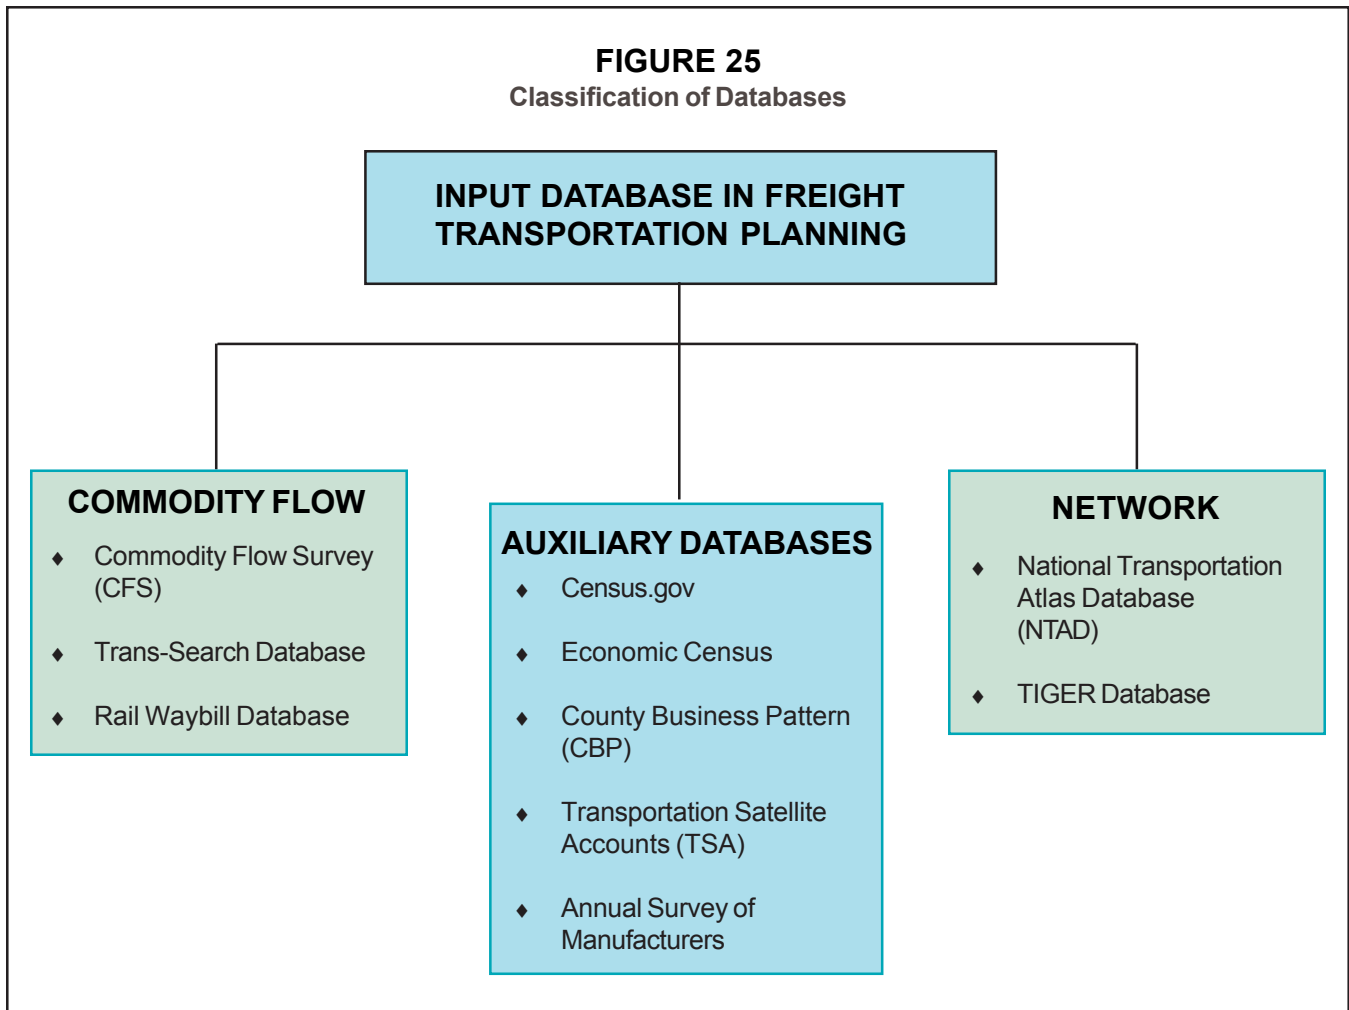 FIGURE 25
Classification of Databases
INPUT DATABASE IN FREIGHT
TRANSPORTATION PLANNING
COMMODITY FLOW
♦ Commodity Flow Survey
(CFS)
♦ Trans-Search Database
♦ Rail Waybill Database
AUXILIARY DATABASES
♦ Census.gov
♦ Economic Census
♦ County Business Pattern
(CBP)
♦ Transportation Satellite
Accounts (TSA)
♦ Annual Survey of
Manufacturers
NETWORK
♦ National Transportation
Atlas Database
(NTAD)
♦ TIGER Database